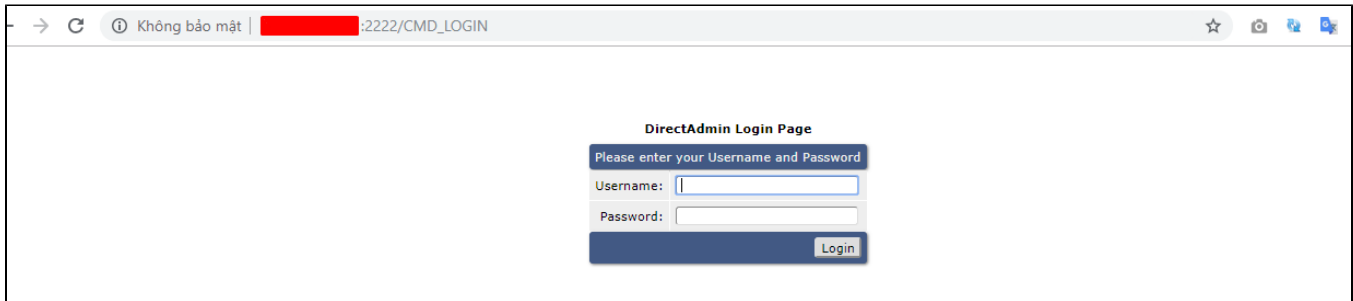 Không bảo mật | :2222/CMD_LOGIN
DirectAdmin Login Page
Please enter your Username and Password
Username:
Password:
Login